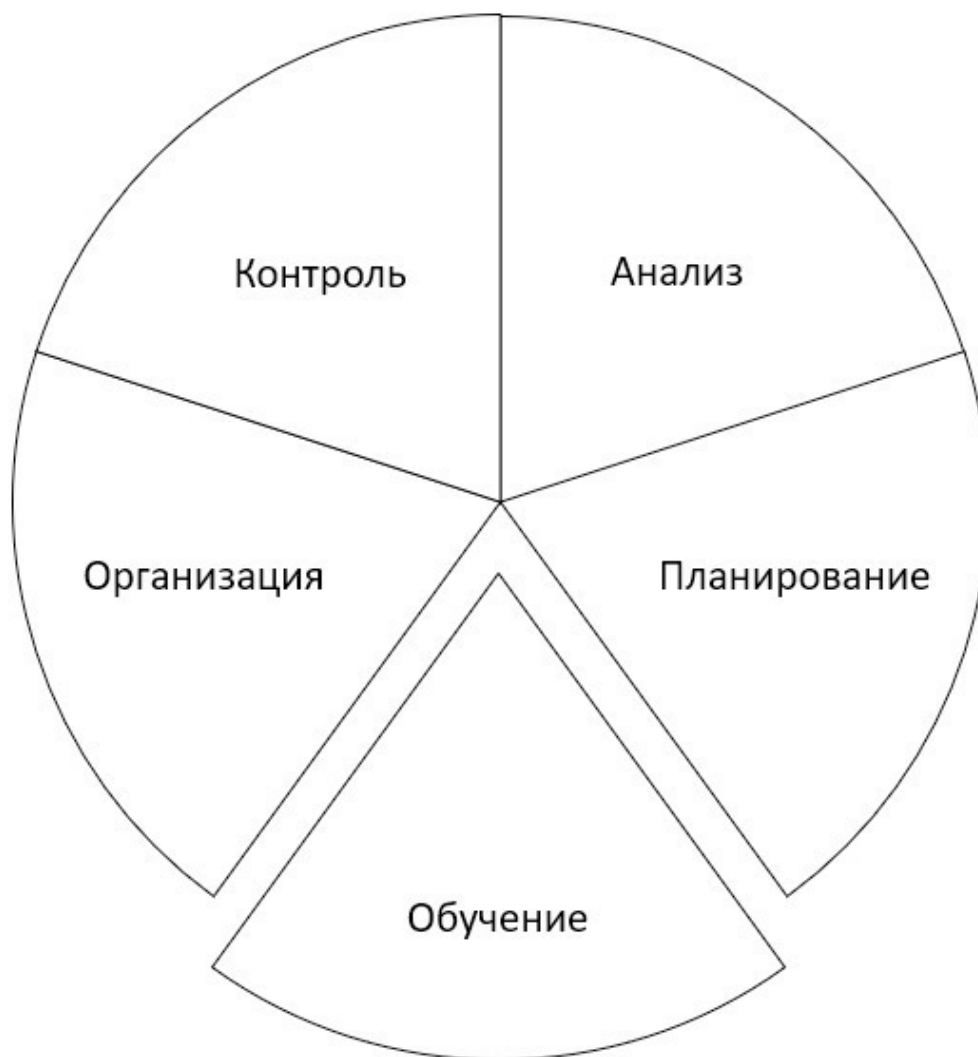 Контроль
Анализ
Организация
Планирование
Обучение